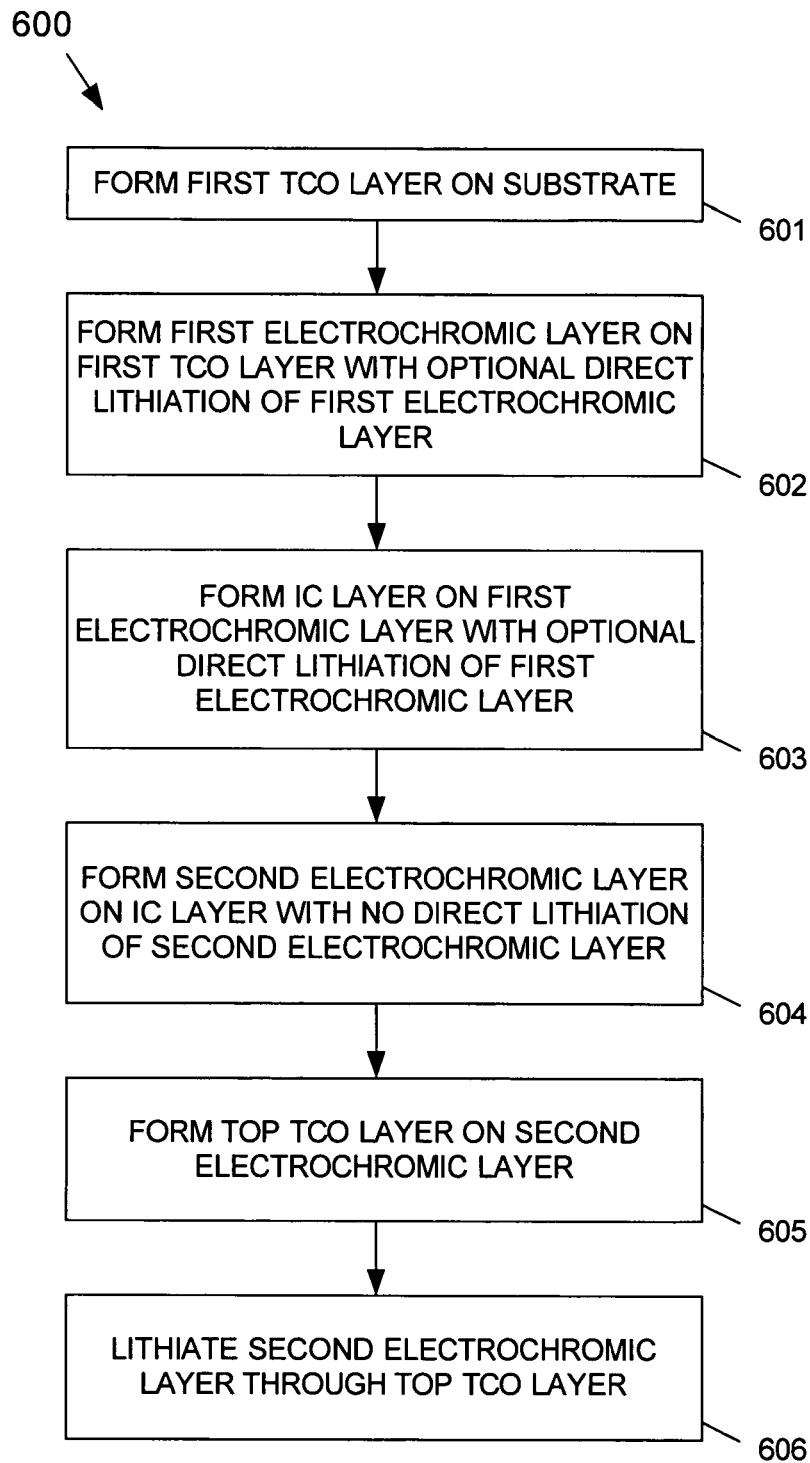 600
FORM FIRST TCO LAYER ON SUBSTRATE
601
FORM FIRST ELECTROCHROMIC LAYER ON
FIRST TCO LAYER WITH OPTIONAL DIRECT
LITHIATION OF FIRST ELECTROCHROMIC
LAYER
602
FORM IC LAYER ON FIRST
ELECTROCHROMIC LAYER WITH OPTIONAL
DIRECT LITHIATION OF FIRST
ELECTROCHROMIC LAYER
603
FORM SECOND ELECTROCHROMIC LAYER
ON IC LAYER WITH NO DIRECT LITHIATION
OF SECOND ELECTROCHROMIC LAYER
604
FORM TOP TCO LAYER ON SECOND
ELECTROCHROMIC LAYER
605
LITHIATE SECOND ELECTROCHROMIC
LAYER THROUGH TOP TCO LAYER
606